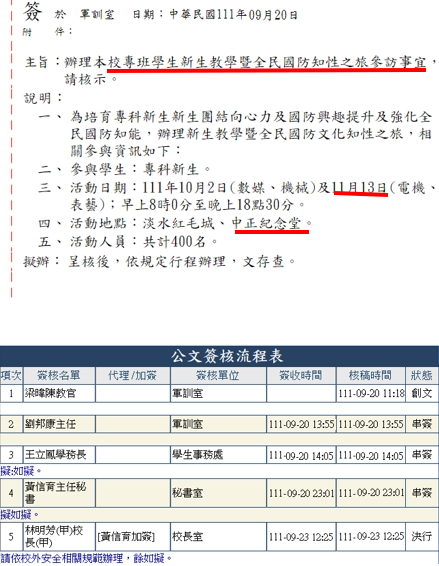 簽 於 軍訓室 日期：中華民國111年09月20日
附 件：
主旨：辦理本校專班學生新生教學暨全民國防知性之旅參訪事宜，
請核示。
說明：
一、為培育專科新生新生團結向心力及國防興趣提升及強化全
民國防知能，辦理新生教學暨全民國防文化知性之旅，相
關參與資訊如下：
二、參與學生：專科新生。
三、活動日期：111年10月2日(數媒、機械)及11月13日(電機、
表藝)；早上8時0分至晚上18點30分。
四、活動地點：淡水紅毛城、中正紀念堂。
五、活動人員：共計400名。
擬辦：呈核後，依規定行程辦理，文存查。
公文簽核流程表
項次 簽核名單 代理/加簽 簽核單位 簽收時間 核稿時間 狀態
1 梁暐陳教官 軍訓室 111-09-20 11:18 創文
2 劉邦康主任 軍訓室 111-09-20 13:55 111-09-20 13:55 串簽
3 王立鳳學務長 學生事務處 111-09-20 14:05 111-09-20 14:05 串簽
擬:如擬。
4 黃信育主任秘書 秘書室 111-09-20 23:01 111-09-20 23:01 串簽
擬如擬。
5 林明芳(甲)校長(甲) [黃信育加簽] 校長室 111-09-23 12:25 111-09-23 12:25 決行
請依校外安全相關規範辦理，餘如擬。